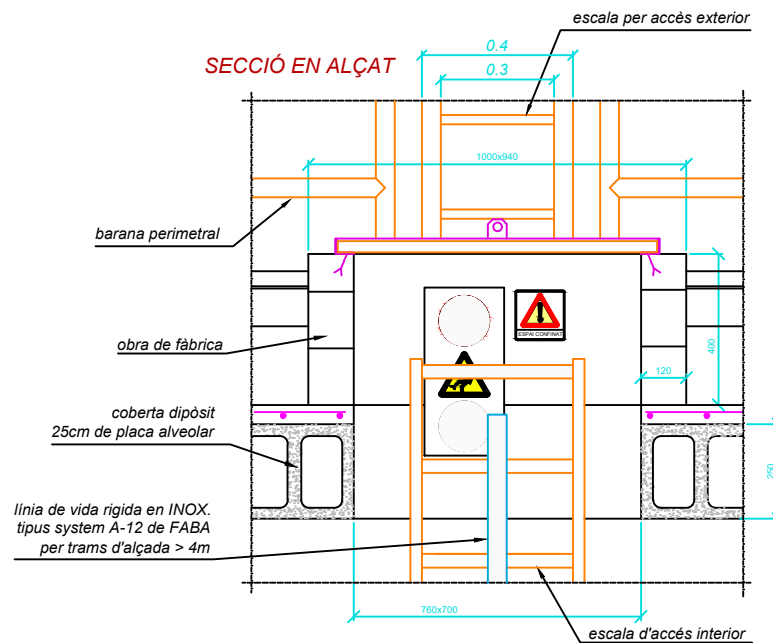 escala per accès exterior
SECCIÓ EN ALÇAT
0.4
0.3
1000x940
barana perimetral
ESPAI CONFINAT
obra de fàbrica
400
120
coberta dipòsit
25cm de placa alveolar
250
línia de vida rigida en INOX.
tipus system A-12 de FABA
per trams d'alçada > 4m
760x700
escala d'accés interior